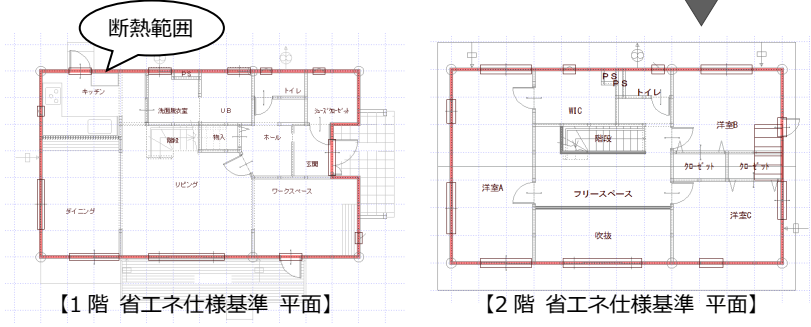 断熱範囲
キッチン
PS
洗面脱衣室
UB
トイレ
シューズクローゼット
階段
物入
ホール
玄関
リビング
ワークスペース
ダイニング
【1階 省エネ仕様基準 平面】
PS
PS
トイレ
WIC
洋室B
階段
クローゼット
クローゼット
洋室A
フリースペース
洋室C
吹抜
【2階 省エネ仕様基準 平面】